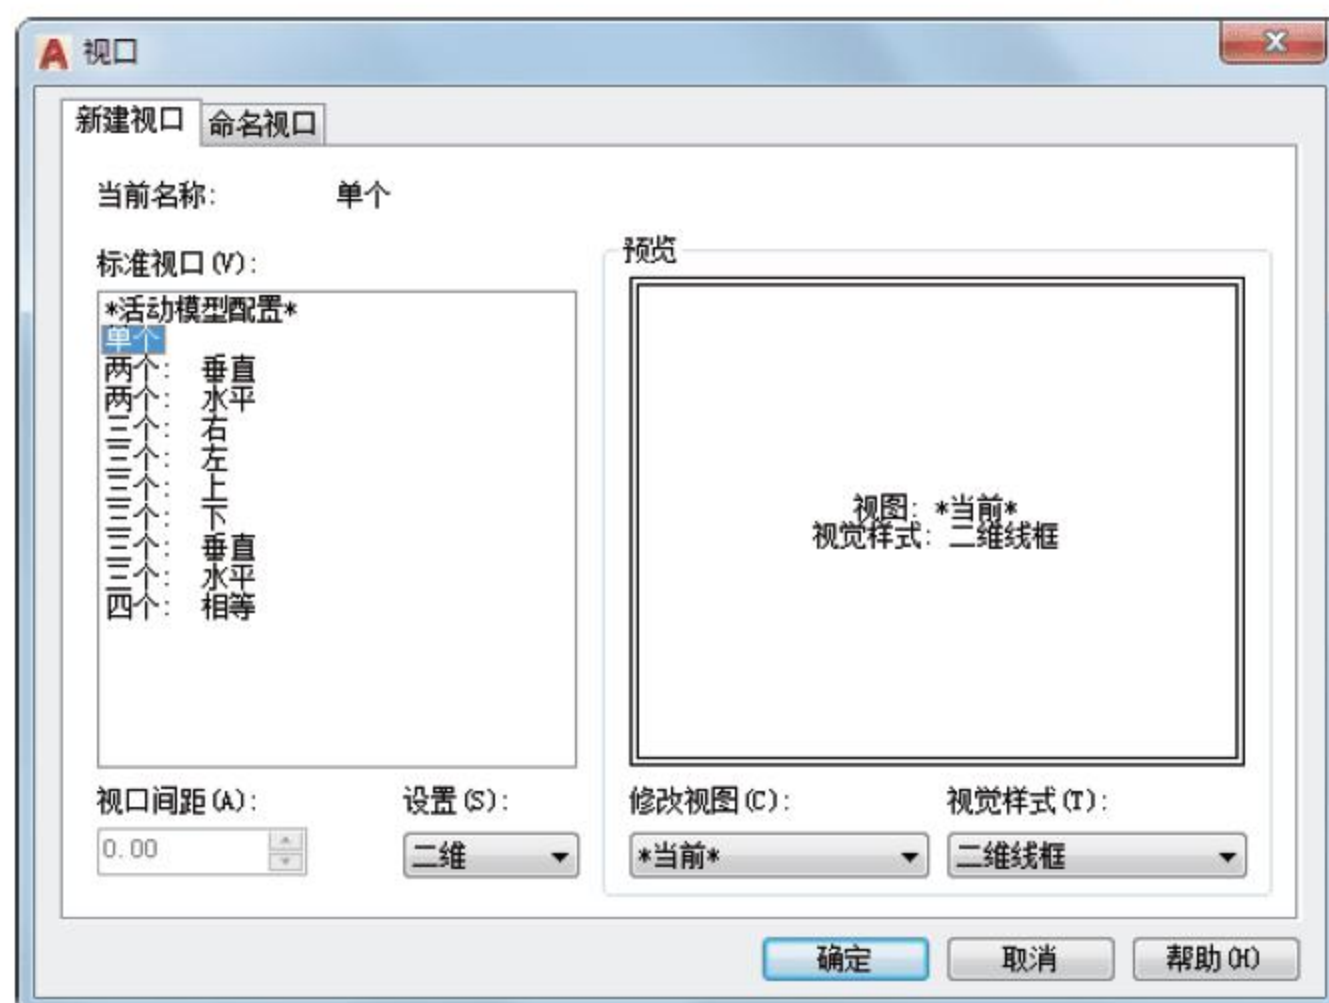 视口
新建视口 命名视口
当前名称: 单个
标准视口(V):
*活动模型配置*
单个
两个: 垂直
两个: 水平
三个: 右
三个: 左
三个: 上
三个: 下
三个: 垂直
三个: 水平
四个: 相等
预览
视图: *当前*
视觉样式: 二维线框
视口间距(A): 设置(S): 修改视图(C): 视觉样式(T):
0.00 二维 *当前* 二维线框
确定 取消 帮助(H)